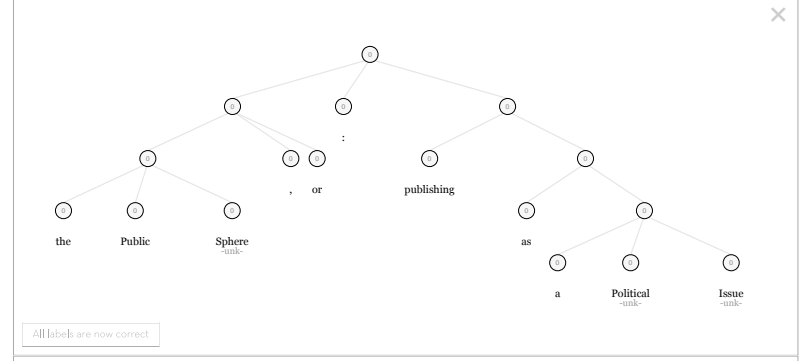 0
0 0 0
:
0 0 0 0 0
, or publishing
0 0 0 0 0
the Public Sphere as
-unk-
0 0 0
a Political Issue
-unk- -unk-
All labels are now correct